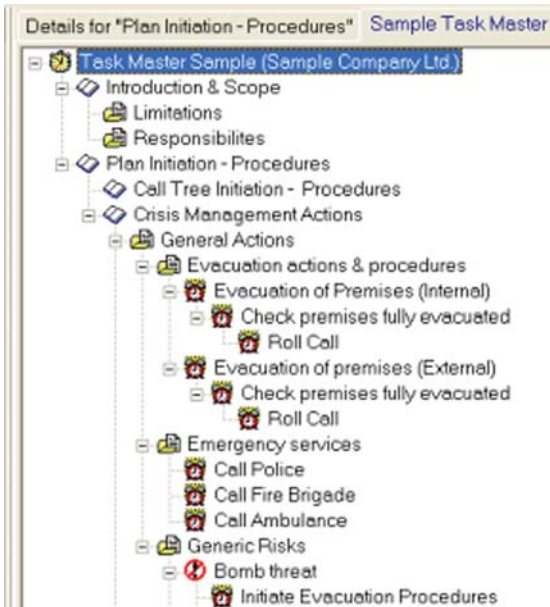 Details for "Plan Initiation - Procedures" Sample Task Master
Task Master Sample (Sample Company Ltd.)
Introduction & Scope
Limitations
Responsibilites
Plan Initiation - Procedures
Call Tree Initiation - Procedures
Crisis Management Actions
General Actions
Evacuation actions & procedures
Evacuation of Premises (Internal)
Check premises fully evacuated
Roll Call
Evacuation of premises (External)
Check premises fully evacuated
Roll Call
Emergency services
Call Police
Call Fire Brigade
Call Ambulance
Generic Risks
Bomb threat
Initiate Evacuation Procedures